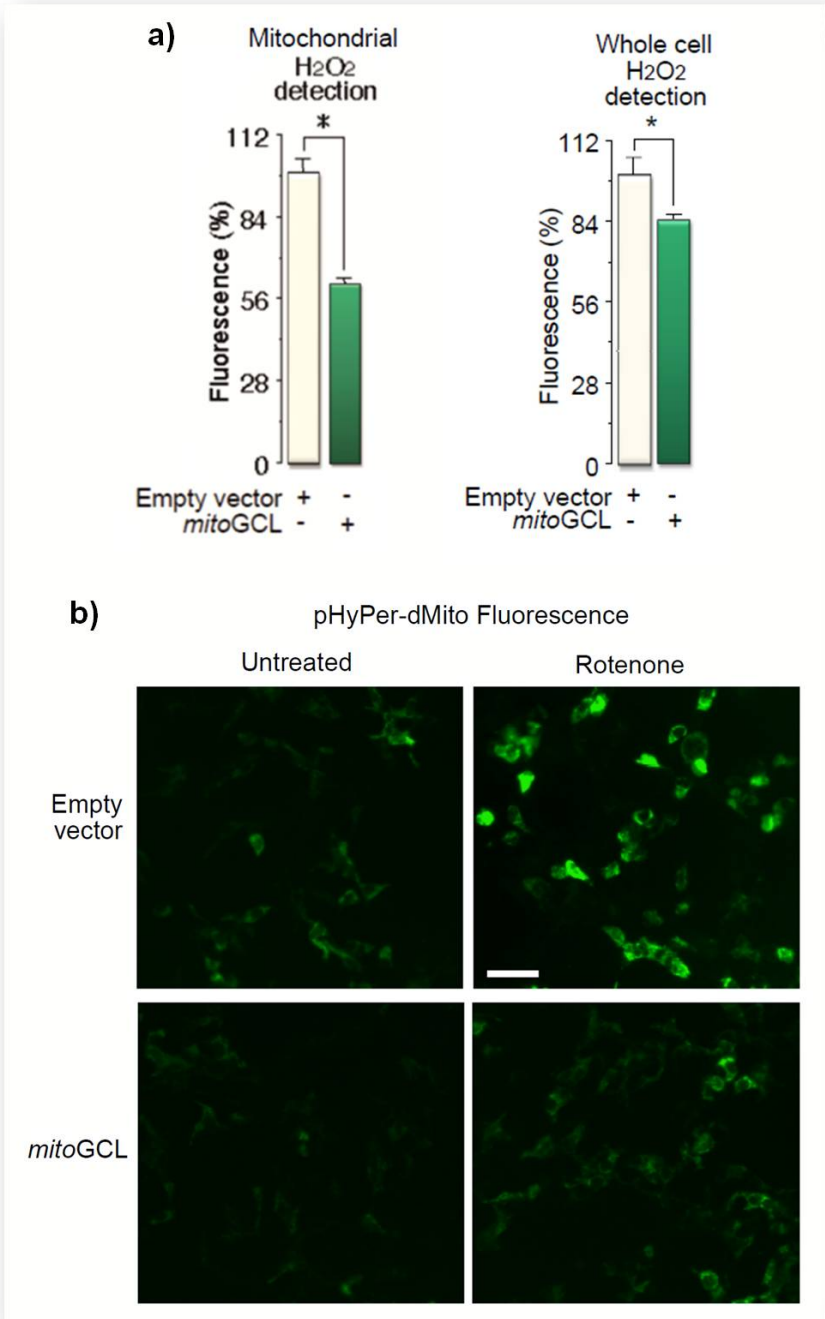 a)
Mitochondrial
H2O2
detection
*
112
84
56
28
0
Fluorescence (%)
Empty vector + -
mitoGCL - +
Whole cell
H2O2
detection
*
112
84
56
28
0
Fluorescence (%)
Empty vector + -
mitoGCL - +
b)
pHyPer-dMito Fluorescence
Untreated
Rotenone
Empty
vector
mitoGCL